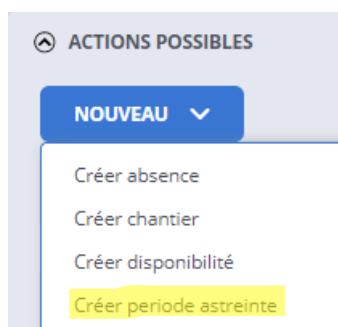 ACTIONS POSSIBLES
NOUVEAU
Créer absence
Créer chantier
Créer disponibilité
Créer periode astreinte